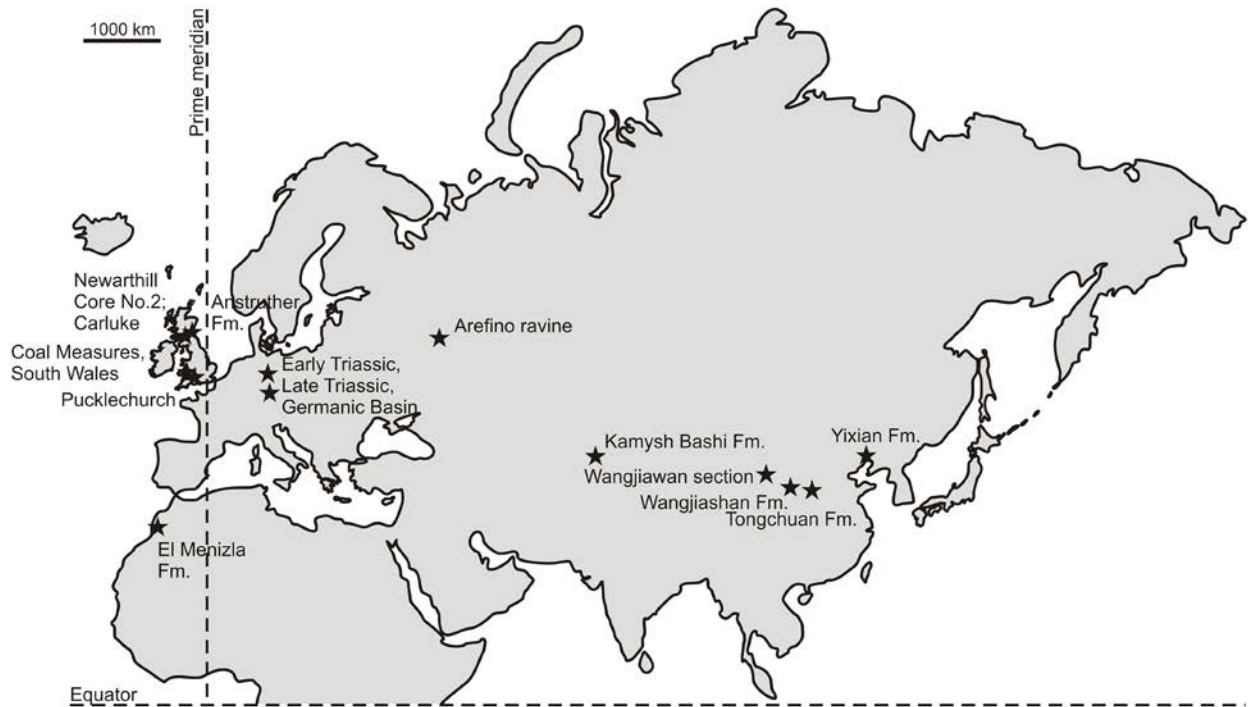 1000 km
Prime meridian
Newarthill
Core No.2;
Carluke
Anstruther
Fm.
Coal Measures,
South Wales
Pucklechurch
Arefino ravine
Early Triassic,
Late Triassic,
Germanic Basin
Kamysh Bashi Fm.
Yixian Fm.
Wangjiawan section
Wangjiashan Fm.
Tongchuan Fm.
El Menizla
Fm.
Equator